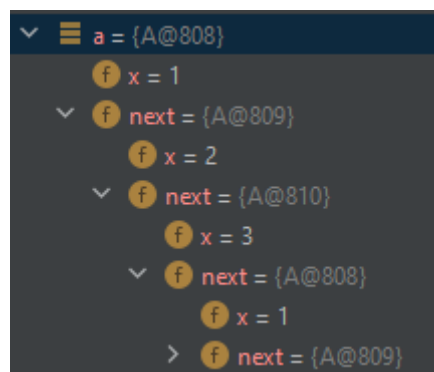 a = {A@808}
f x = 1
f next = {A@809}
f x = 2
f next = {A@810}
f x = 3
f next = {A@808}
f x = 1
f next = {A@809}